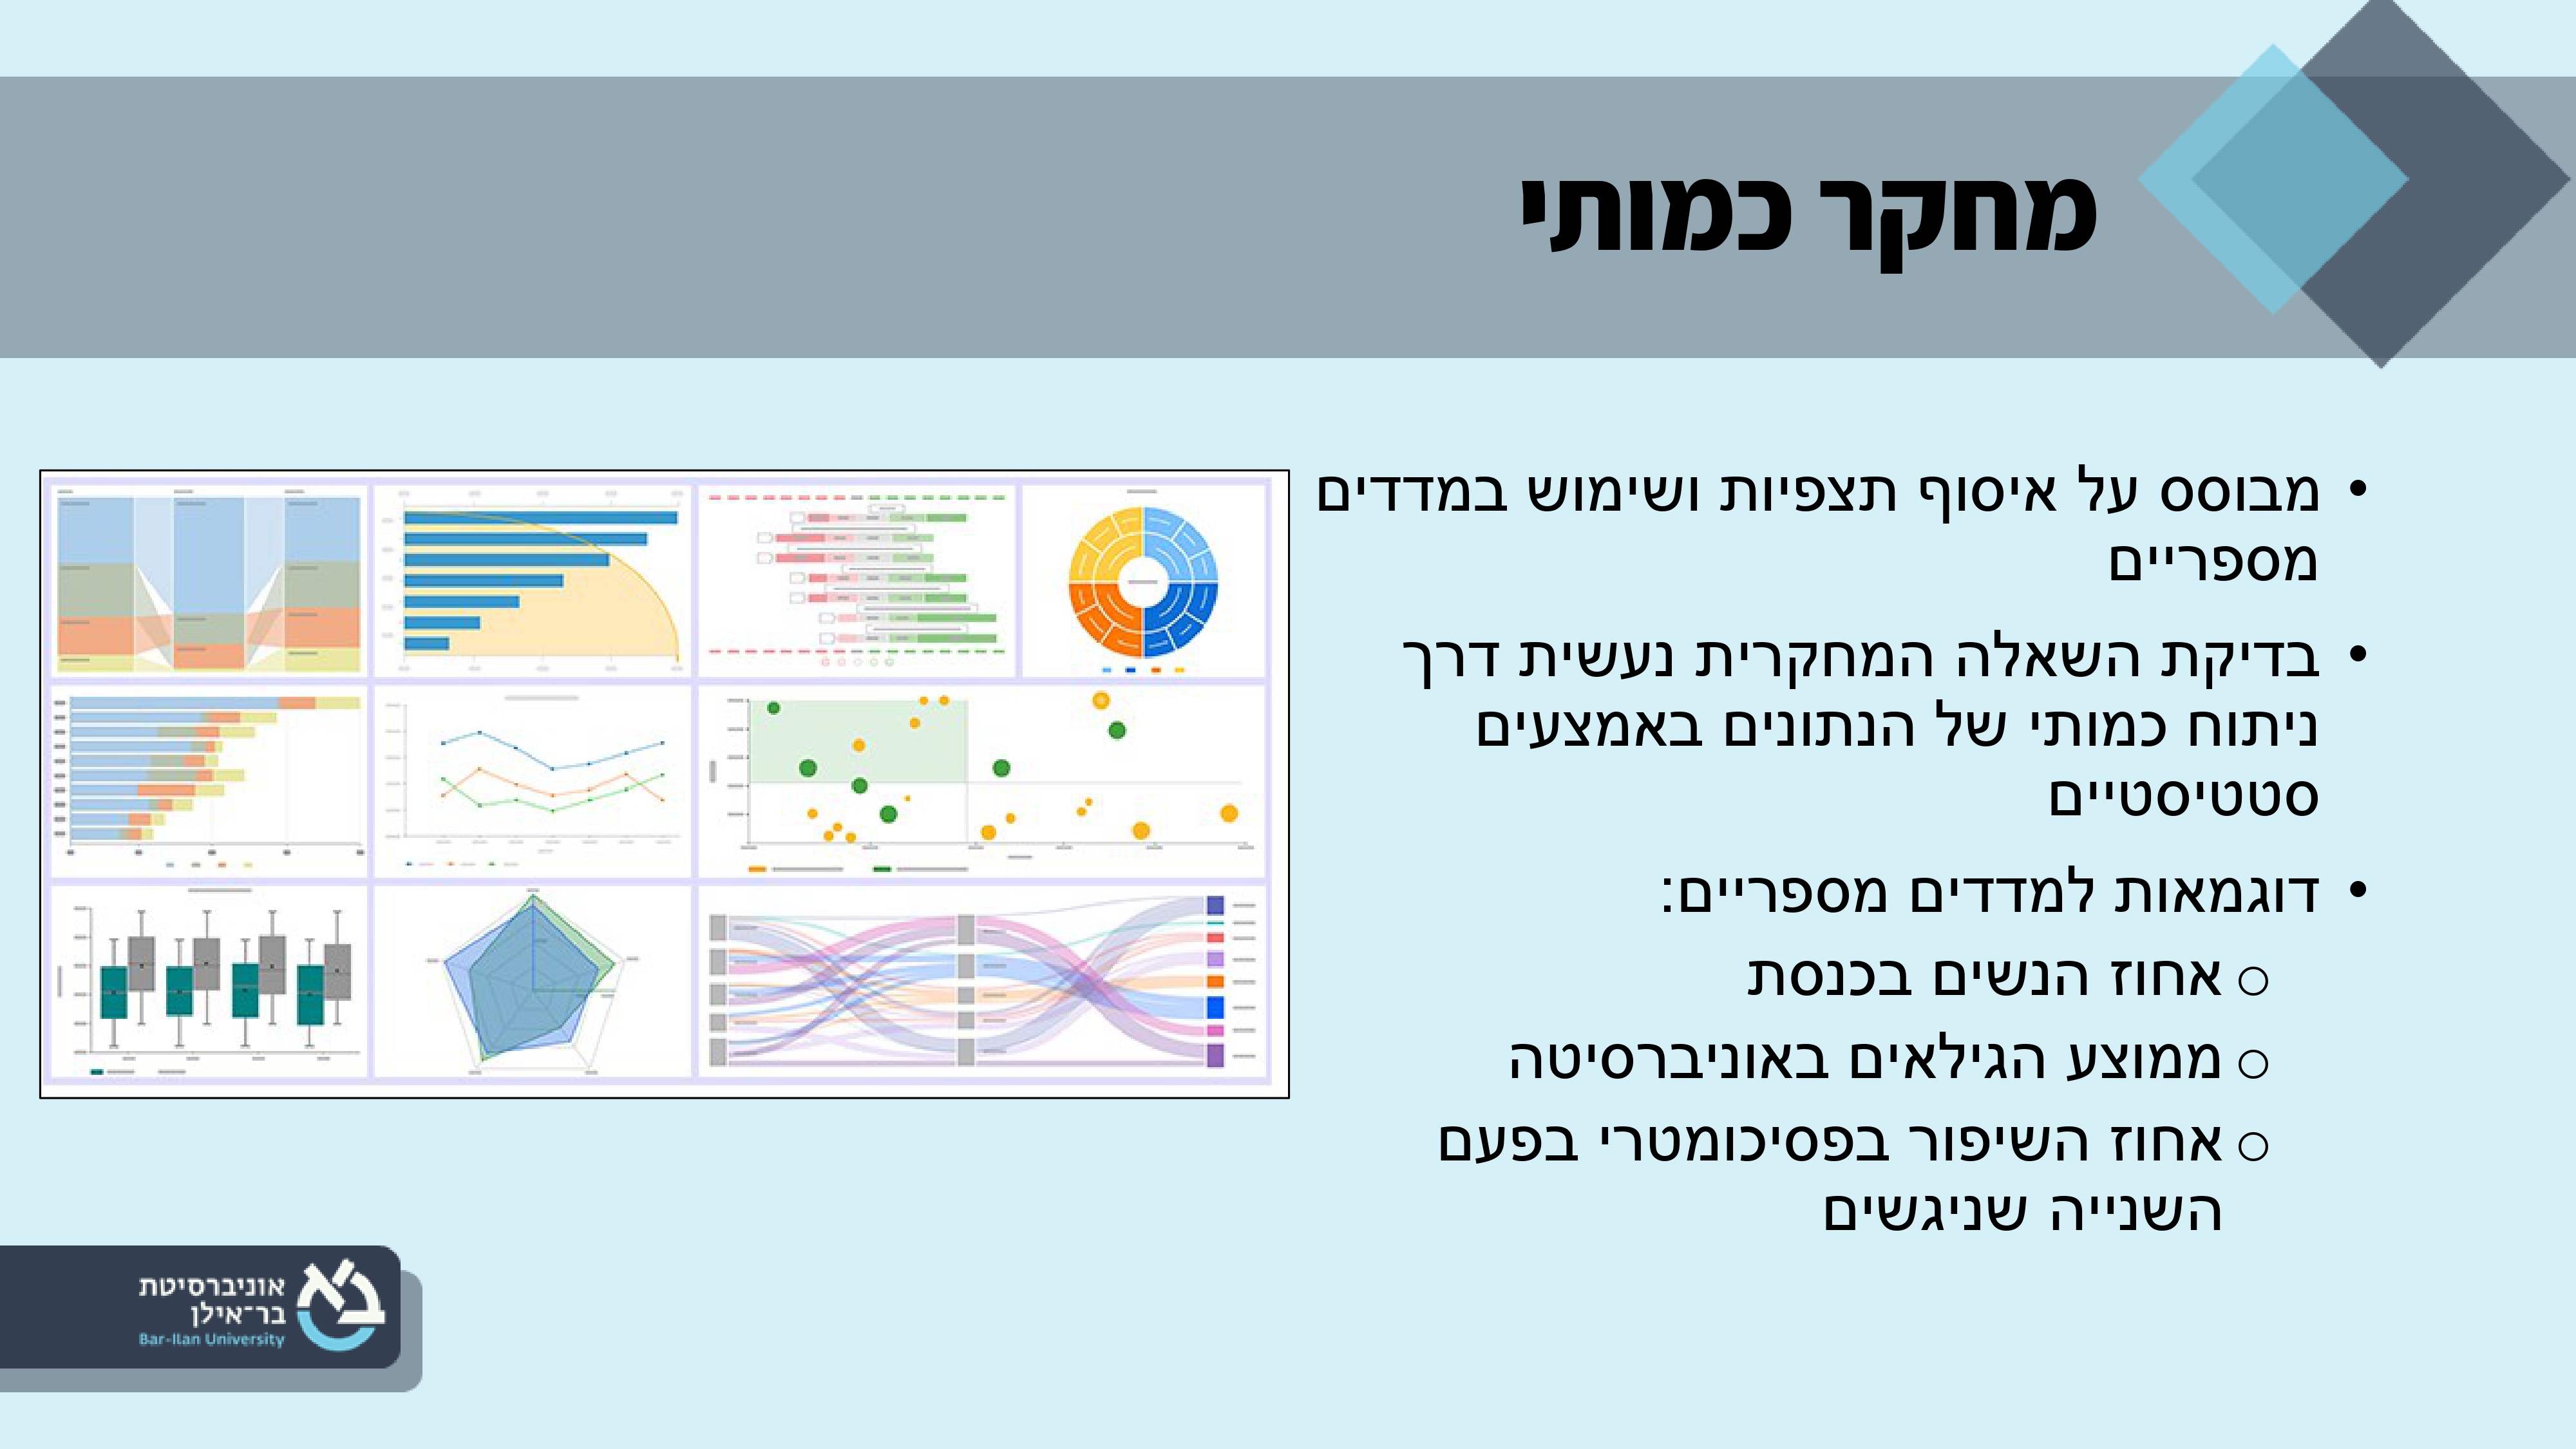 מחקר כמותי
• מבוסס על איסוף תצפיות ושימוש במדדים
מספריים
• בדיקת השאלה המחקרית נעשית דרך
ניתוח כמותי של הנתונים באמצעים
סטטיסטיים
• דוגמאות למדדים מספריים:
○ אחוז הנשים בכנסת
○ ממוצע הגילאים באוניברסיטה
○ אחוז השיפור בפסיכומטרי בפעם
השנייה שניגשים
אוניברסיטת
בר־אילן
Bar-Ilan University